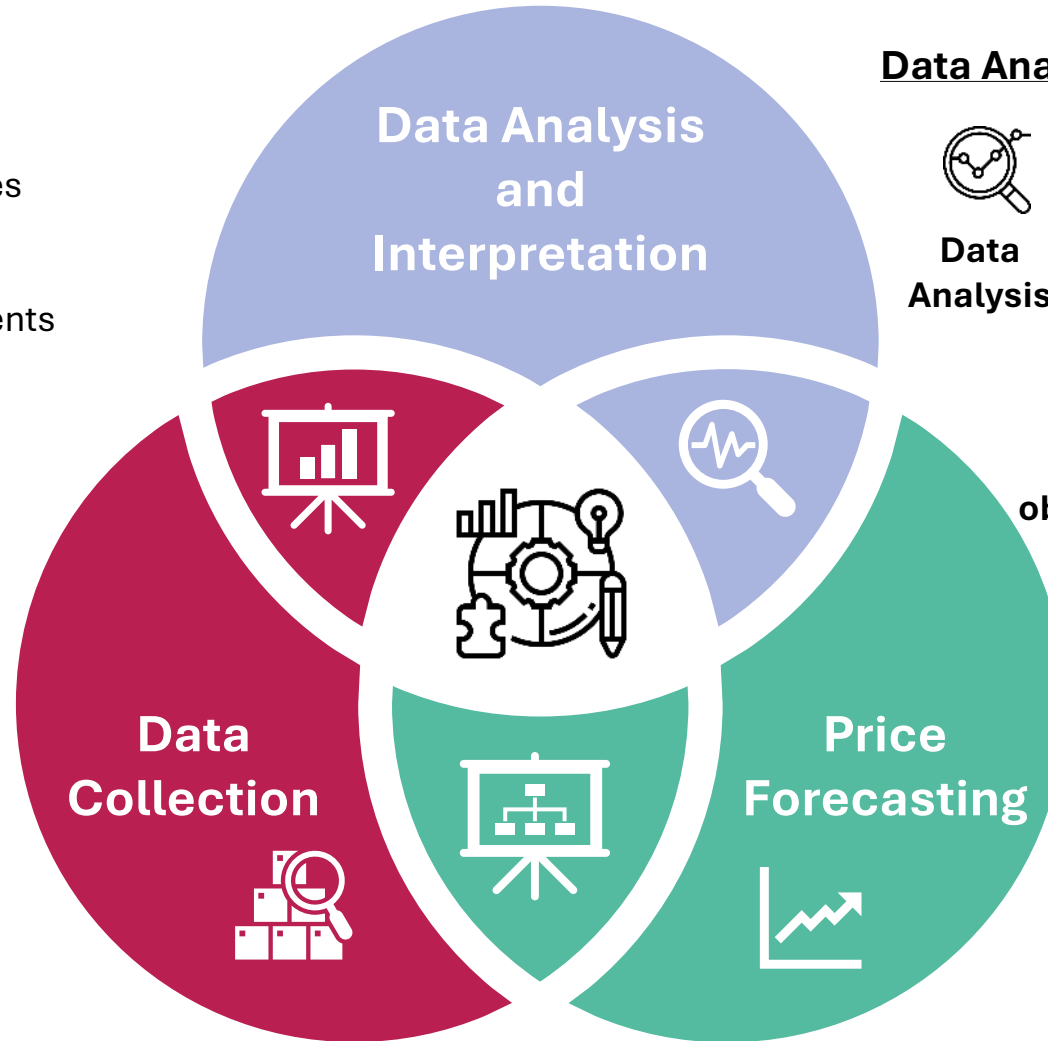 Data Analysis
and
Interpretation
Data Ana
Data
Analysis
es
ents
ob
Data
Collection
Price
Forecasting